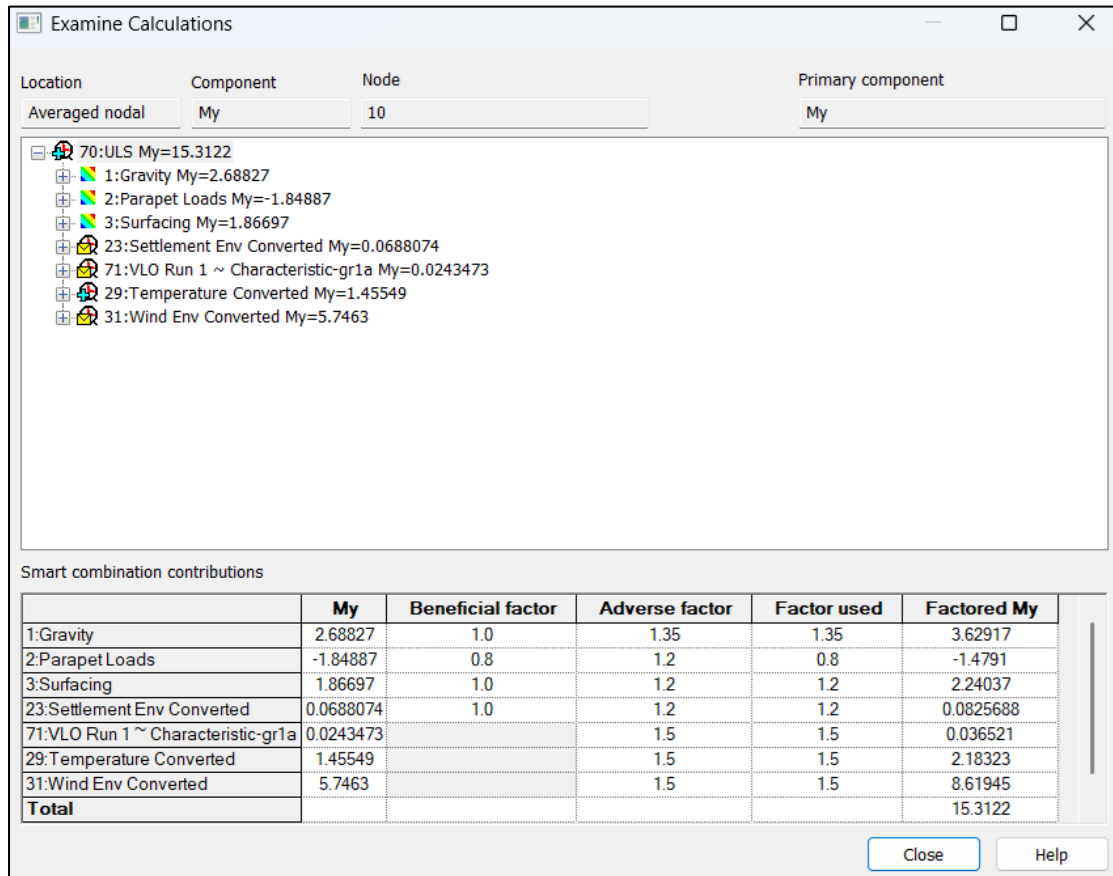 Examine Calculations
Location Component Node Primary component
Averaged nodal My 10 My
70:ULS My=15.3122
1:Gravity My=2.68827
2:Parapet Loads My=-1.84887
3:Surfacing My=1.86697
23:Settlement Env Converted My=0.0688074
71:VLO Run 1 ~ Characteristic-gr1a My=0.0243473
29:Temperature Converted My=1.45549
31:Wind Env Converted My=5.7463
Smart combination contributions
My Beneficial factor Adverse factor Factor used Factored My
1:Gravity 2.68827 1.0 1.35 1.35 3.62917
2:Parapet Loads -1.84887 0.8 1.2 0.8 -1.4791
3:Surfacing 1.86697 1.0 1.2 1.2 2.24037
23:Settlement Env Converted 0.0688074 1.0 1.2 1.2 0.0825688
71:VLO Run 1 ~ Characteristic-gr1a 0.0243473 1.5 1.5 0.036521
29:Temperature Converted 1.45549 1.5 1.5 2.18323
31:Wind Env Converted 5.7463 1.5 1.5 8.61945
Total 15.3122
Close Help